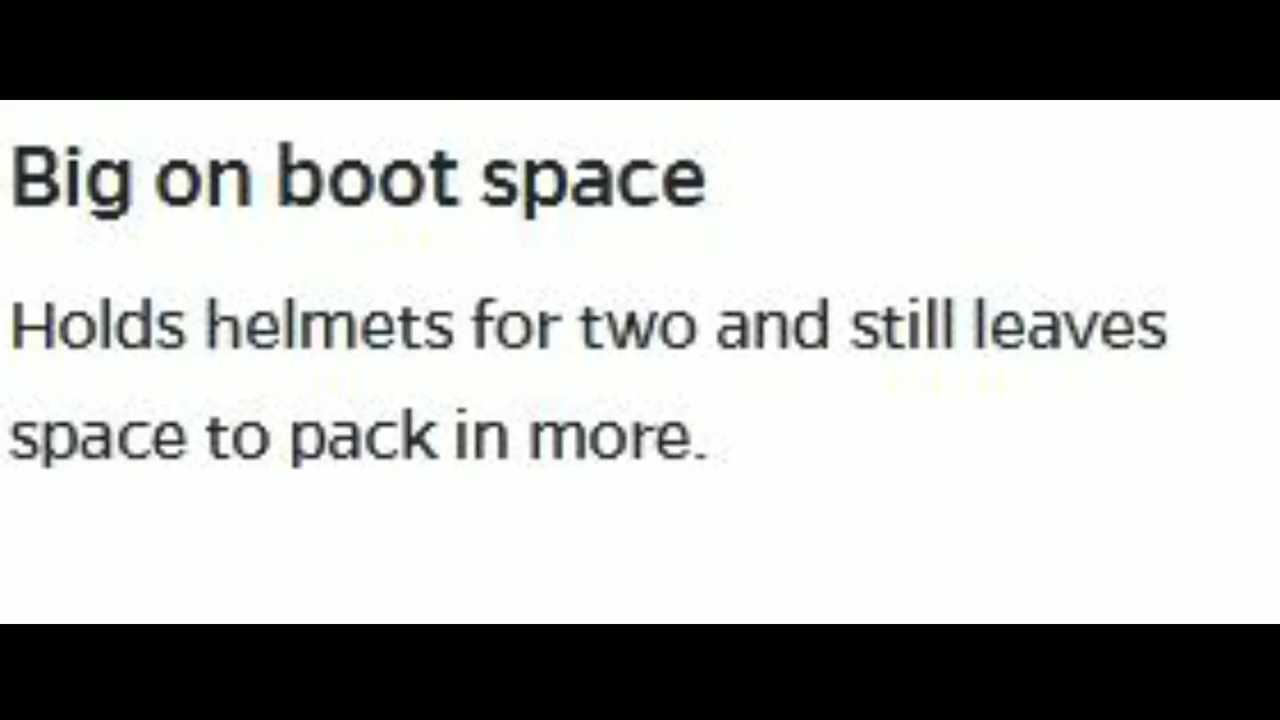 Big on boot space
Holds helmets for two and still leaves
space to pack in more.